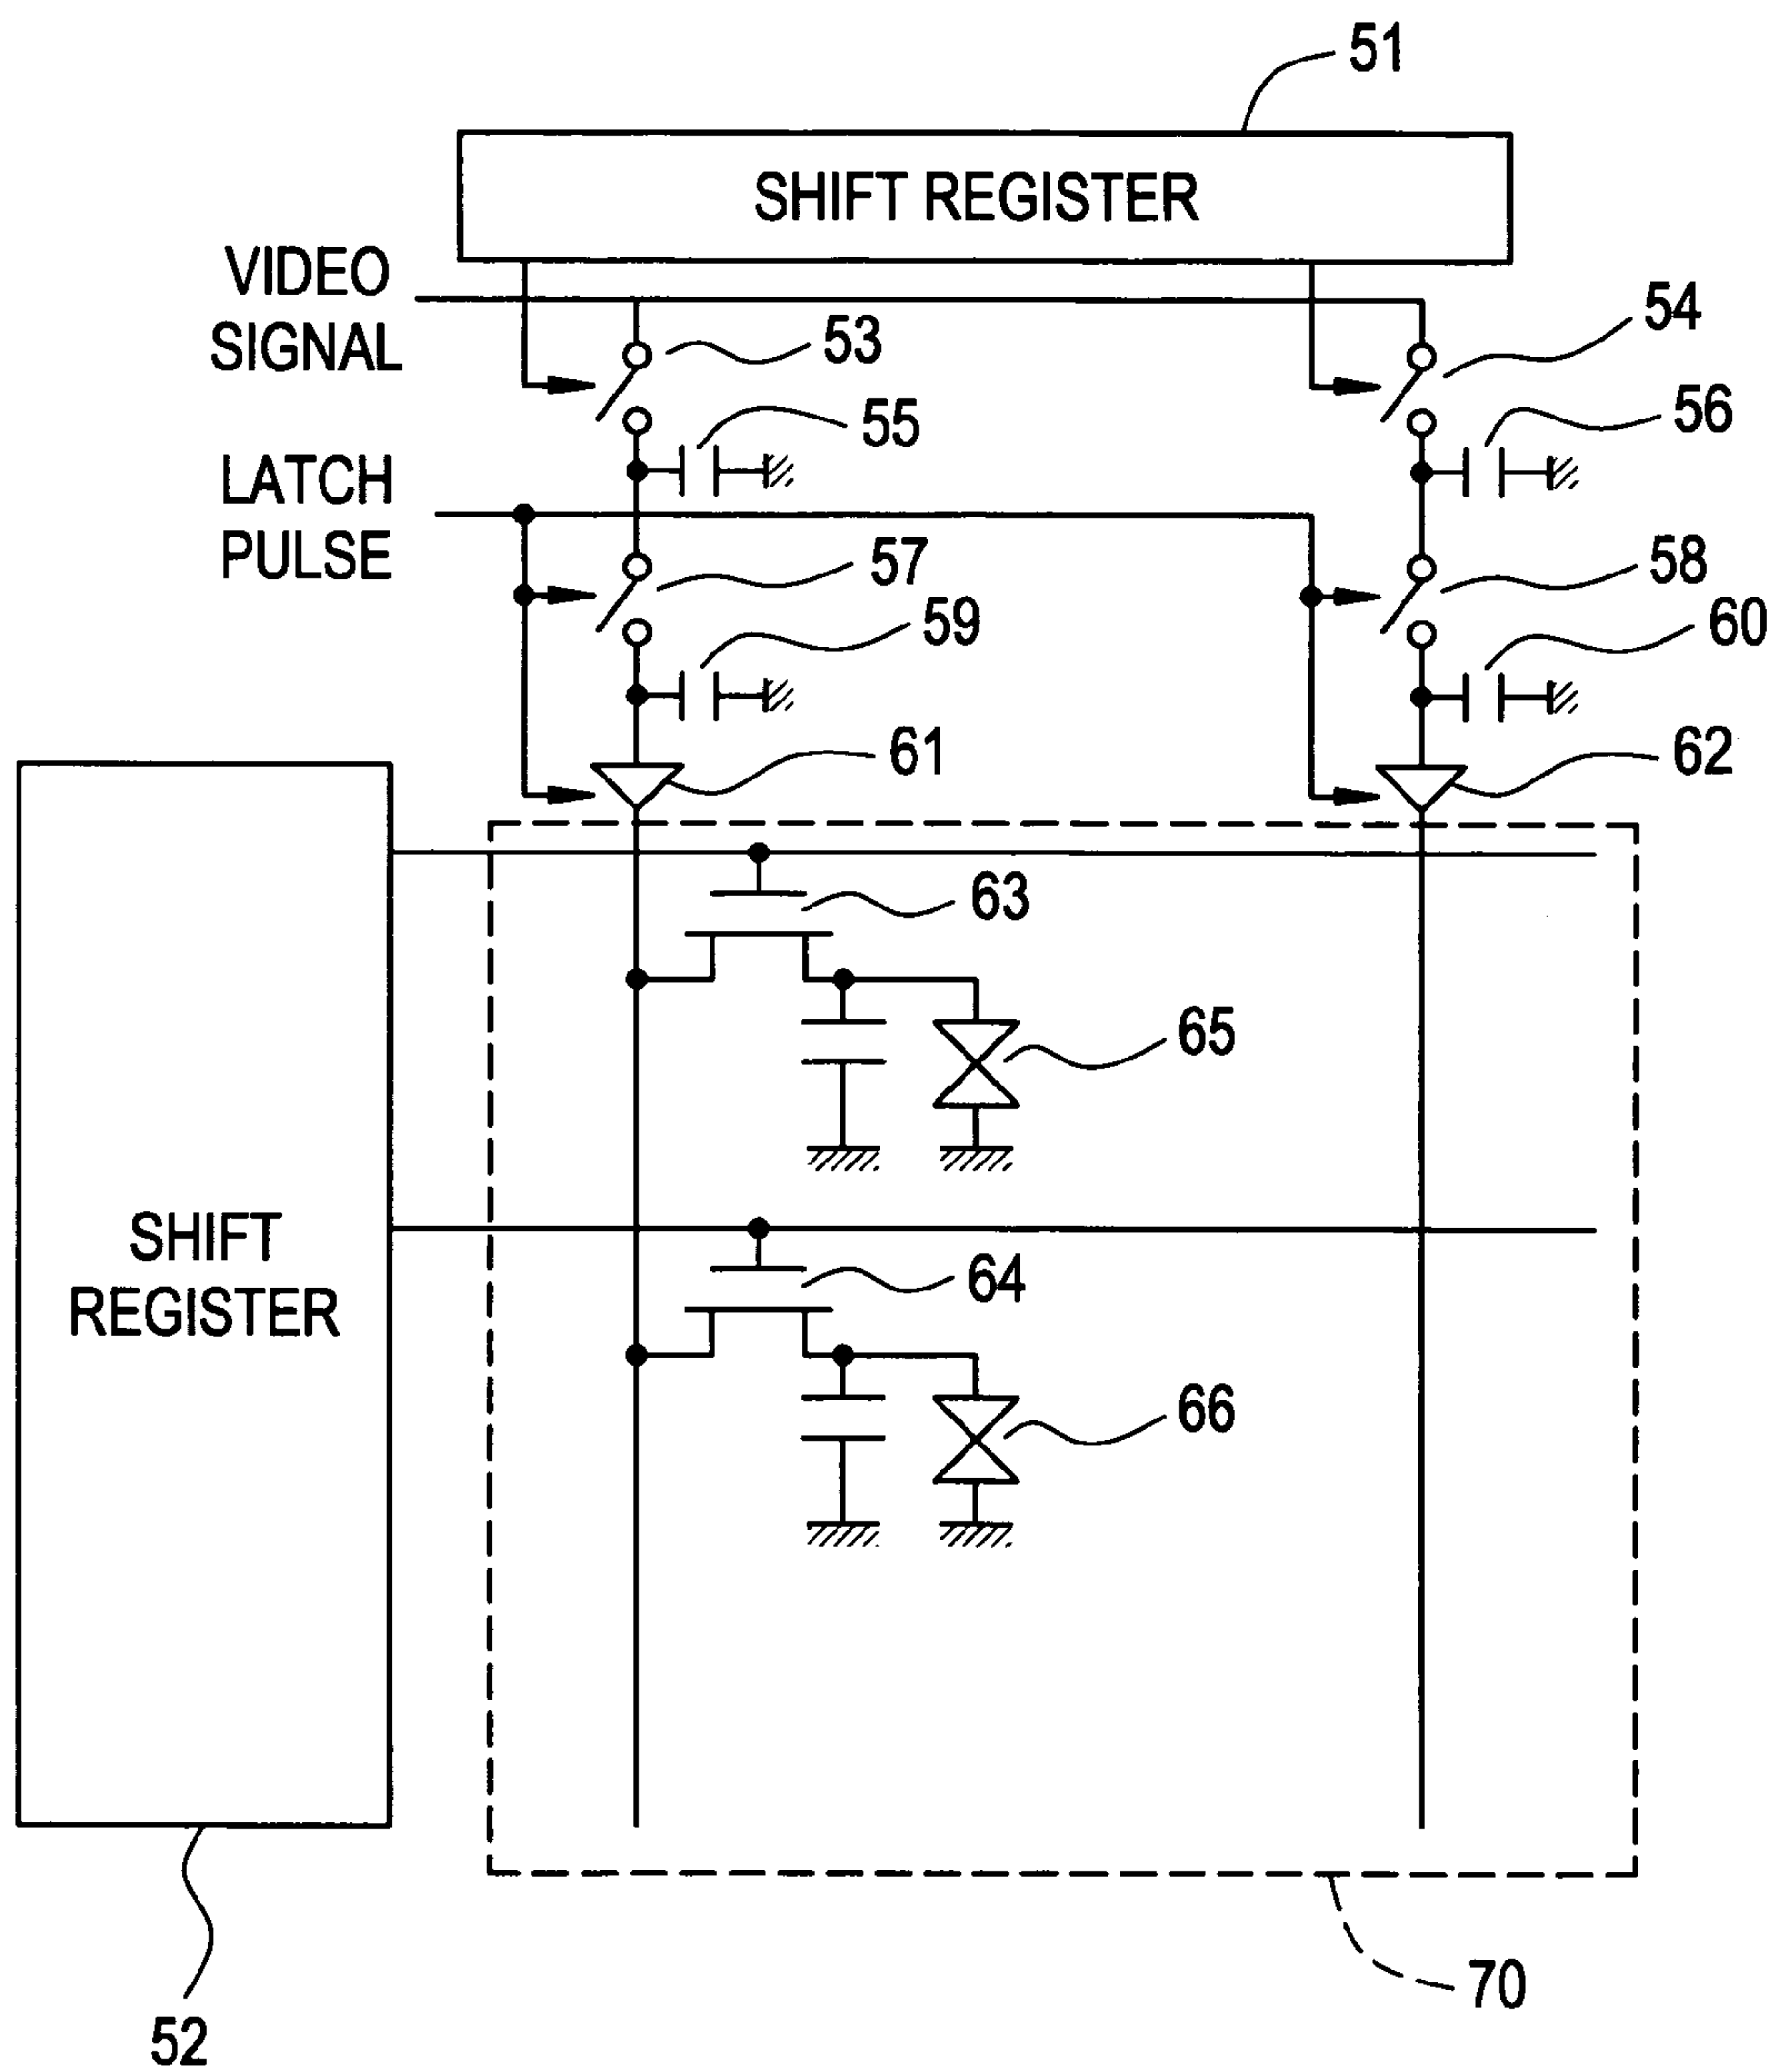 51
SHIFT REGISTER
VIDEO
SIGNAL
53
54
55
56
LATCH
PULSE
57
58
59
60
61
62
63
65
SHIFT
REGISTER
64
66
70
52